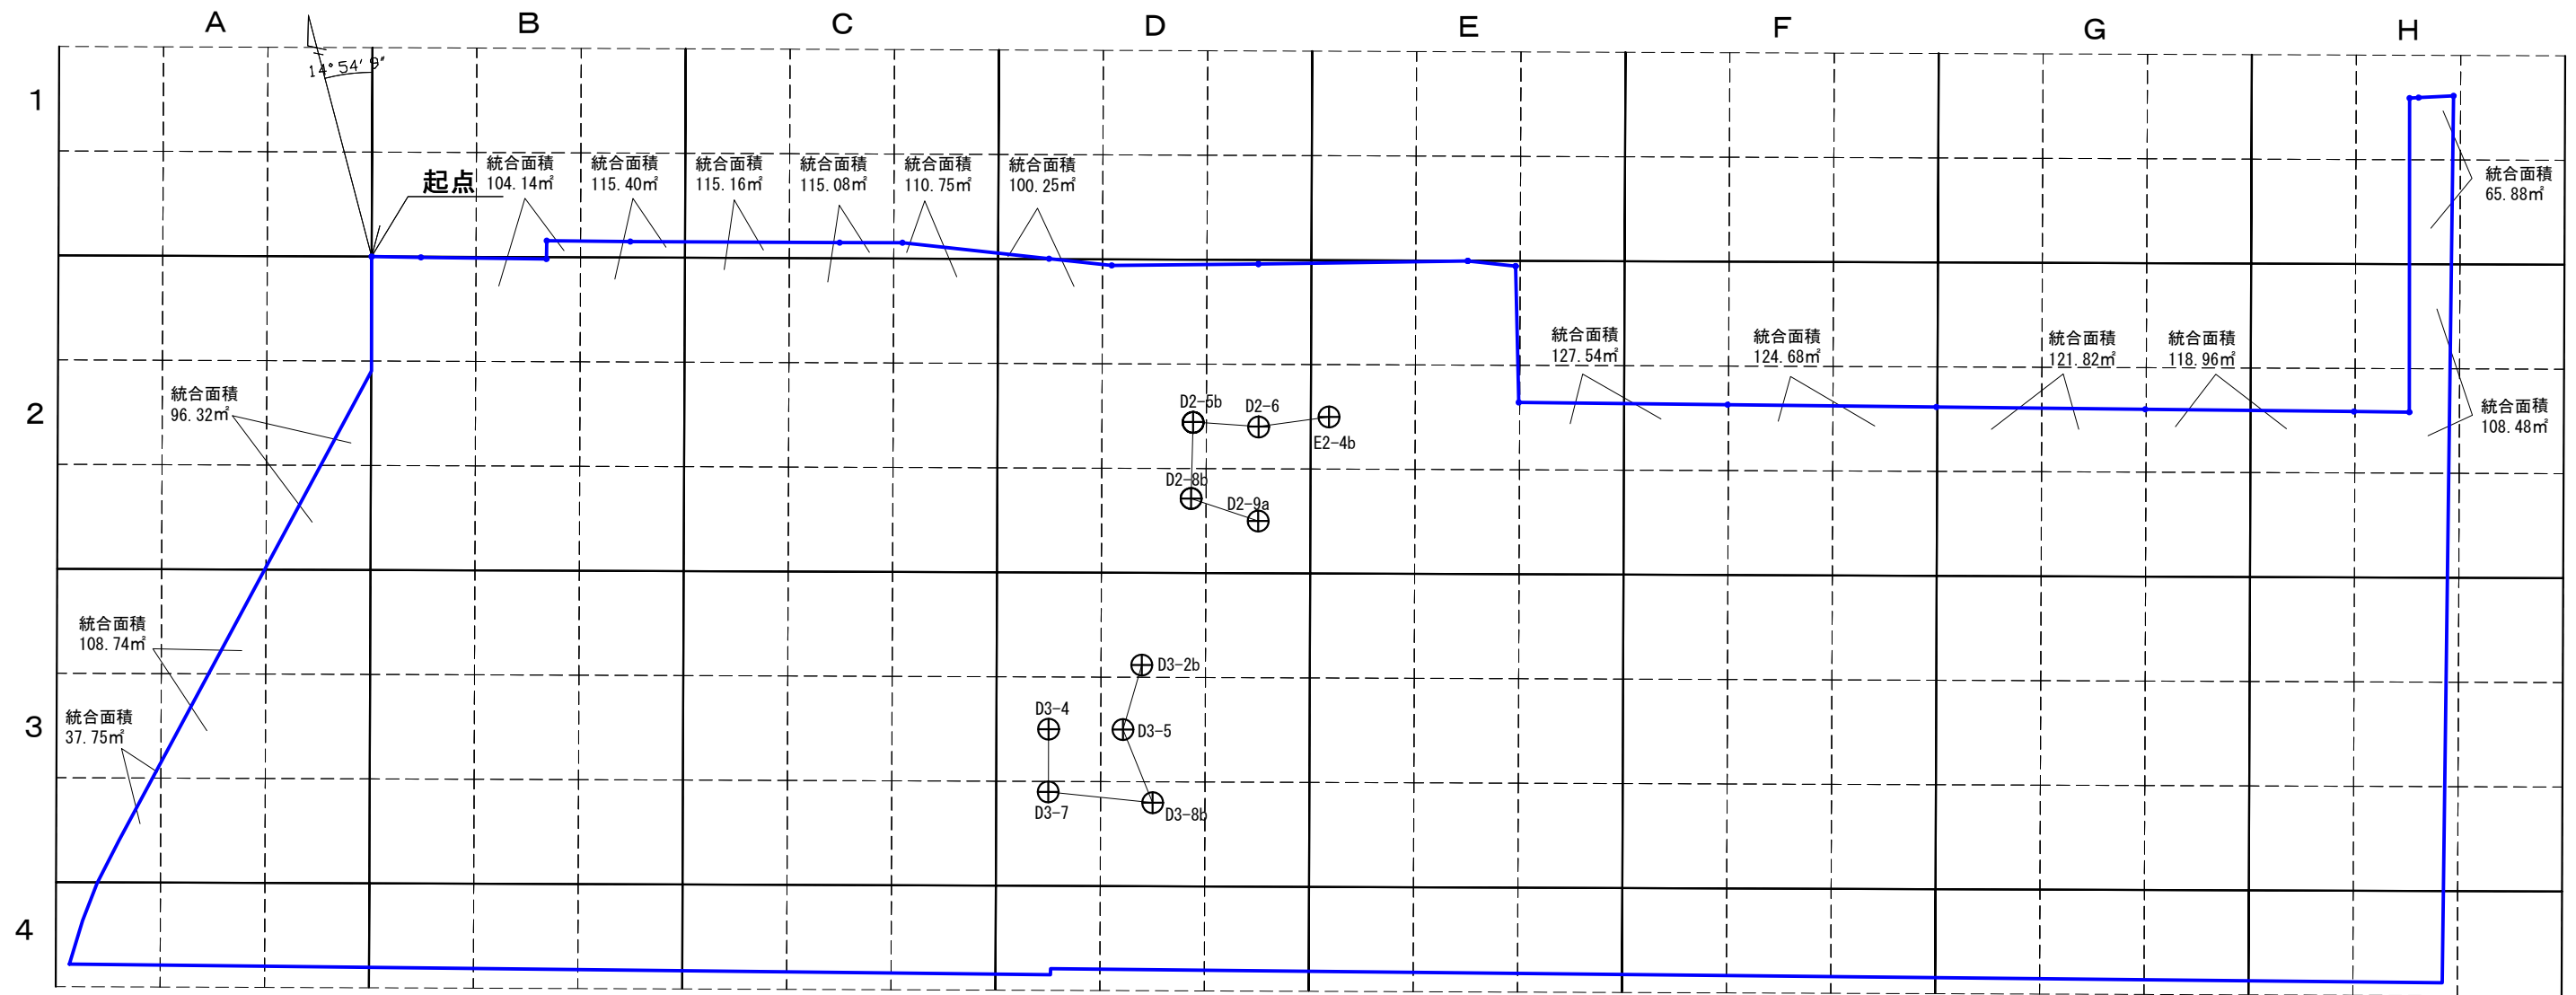 A B C D E F G H
14°54′9″
1
起点
統合面積
104.14㎡
統合面積
115.40㎡
統合面積
115.16㎡
統合面積
115.08㎡
統合面積
110.75㎡
統合面積
100.25㎡
統合面積
65.88㎡
2
統合面積
96.32㎡
D2-5b
D2-6
E2-4b
D2-8b
D2-9a
統合面積
127.54㎡
統合面積
124.68㎡
統合面積
121.82㎡
統合面積
118.96㎡
統合面積
108.48㎡
3
統合面積
108.74㎡
統合面積
37.75㎡
D3-2b
D3-4
D3-5
D3-7
D3-8b
4